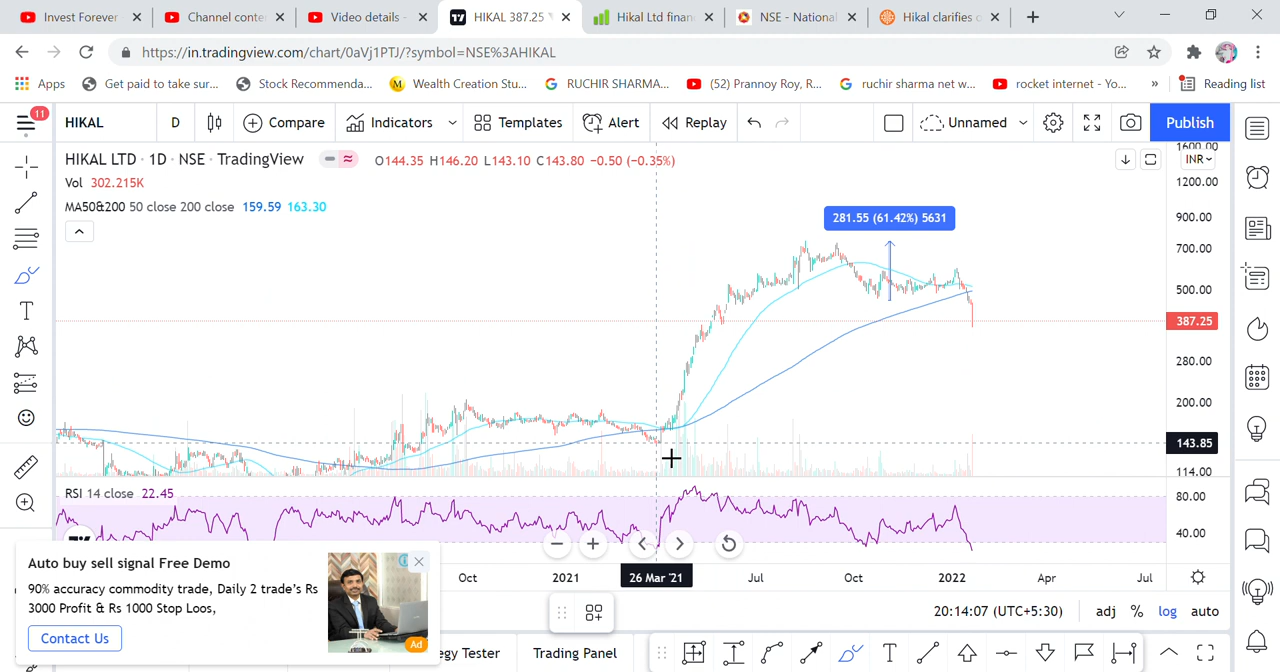 Invest Forever
Channel conte
Video details -
HIKAL 387.25
Hikal Ltd finan
NSE - National
Hikal clarifies o
https://in.tradingview.com/chart/0aVj1PTJ/?symbol=NSE%3AHIKAL
Apps
Get paid to take sur...
Stock Recommenda...
Wealth Creation Stu...
RUCHIR SHARMA...
(52) Prannoy Roy, R...
ruchir sharma net w...
rocket internet - Yo...
»
Reading list
11
HIKAL
D
Compare
Indicators
Templates
Alert
Replay
Unnamed
Publish
HIKAL LTD · 1D · NSE · TradingView
O144.35 H146.20 L143.10 C143.80 −0.50 (−0.35%)
INR
Vol 302.215K
MA50&200 50 close 200 close 159.59 163.30
281.55 (61.42%) 5631
1600.00
1200.00
900.00
700.00
500.00
387.25
280.00
200.00
143.85
114.00
RSI 14 close 22.45
80.00
40.00
Oct
2021
26 Mar '21
Jul
Oct
2022
Apr
Jul
Auto buy sell signal Free Demo
90% accuracy commodity trade, Daily 2 trade’s Rs
3000 Profit & Rs 1000 Stop Loos,
Contact Us
Ad
20:14:07 (UTC+5:30)
adj
%
log
auto
egy Tester
Trading Panel